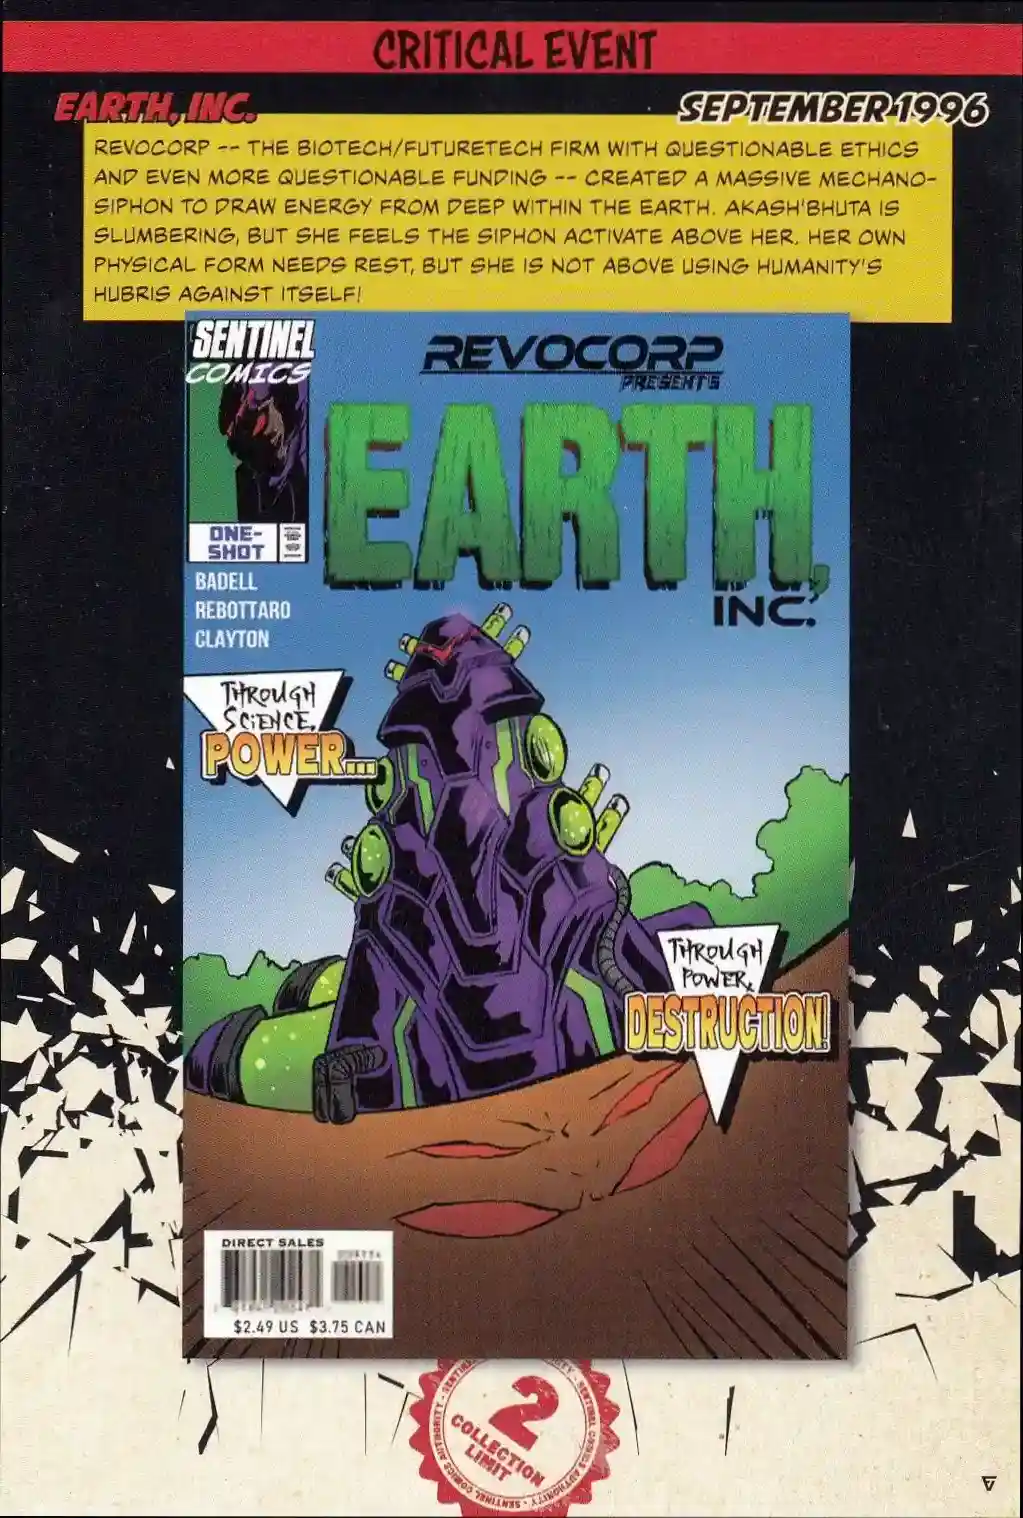 CRITICAL EVENT
EARTH, INC.
SEPTEMBER 1996
REVOCORP -- THE BIOTECH/FUTURETECH FIRM WITH QUESTIONABLE ETHICS
AND EVEN MORE QUESTIONABLE FUNDING -- CREATED A MASSIVE MECHANO-
SIPHON TO DRAW ENERGY FROM DEEP WITHIN THE EARTH. AKASH'BHUTA IS
SLUMBERING, BUT SHE FEELS THE SIPHON ACTIVATE ABOVE HER. HER OWN
PHYSICAL FORM NEEDS REST, BUT SHE IS NOT ABOVE USING HUMANITY'S
HUBRIS AGAINST ITSELF!
SENTINEL
COMICS
REVOCORP
PRESENTS
EARTH,
INC.
ONE-
SHOT
BADELL
REBOTTARO
CLAYTON
THROUGH
SCIENCE,
POWER...
THROUGH
POWER,
DESTRUCTION!
DIRECT SALES
$2.49 US $3.75 CAN
2
COLLECTION
LIMIT
SENTINEL COMICS AUTHORITY